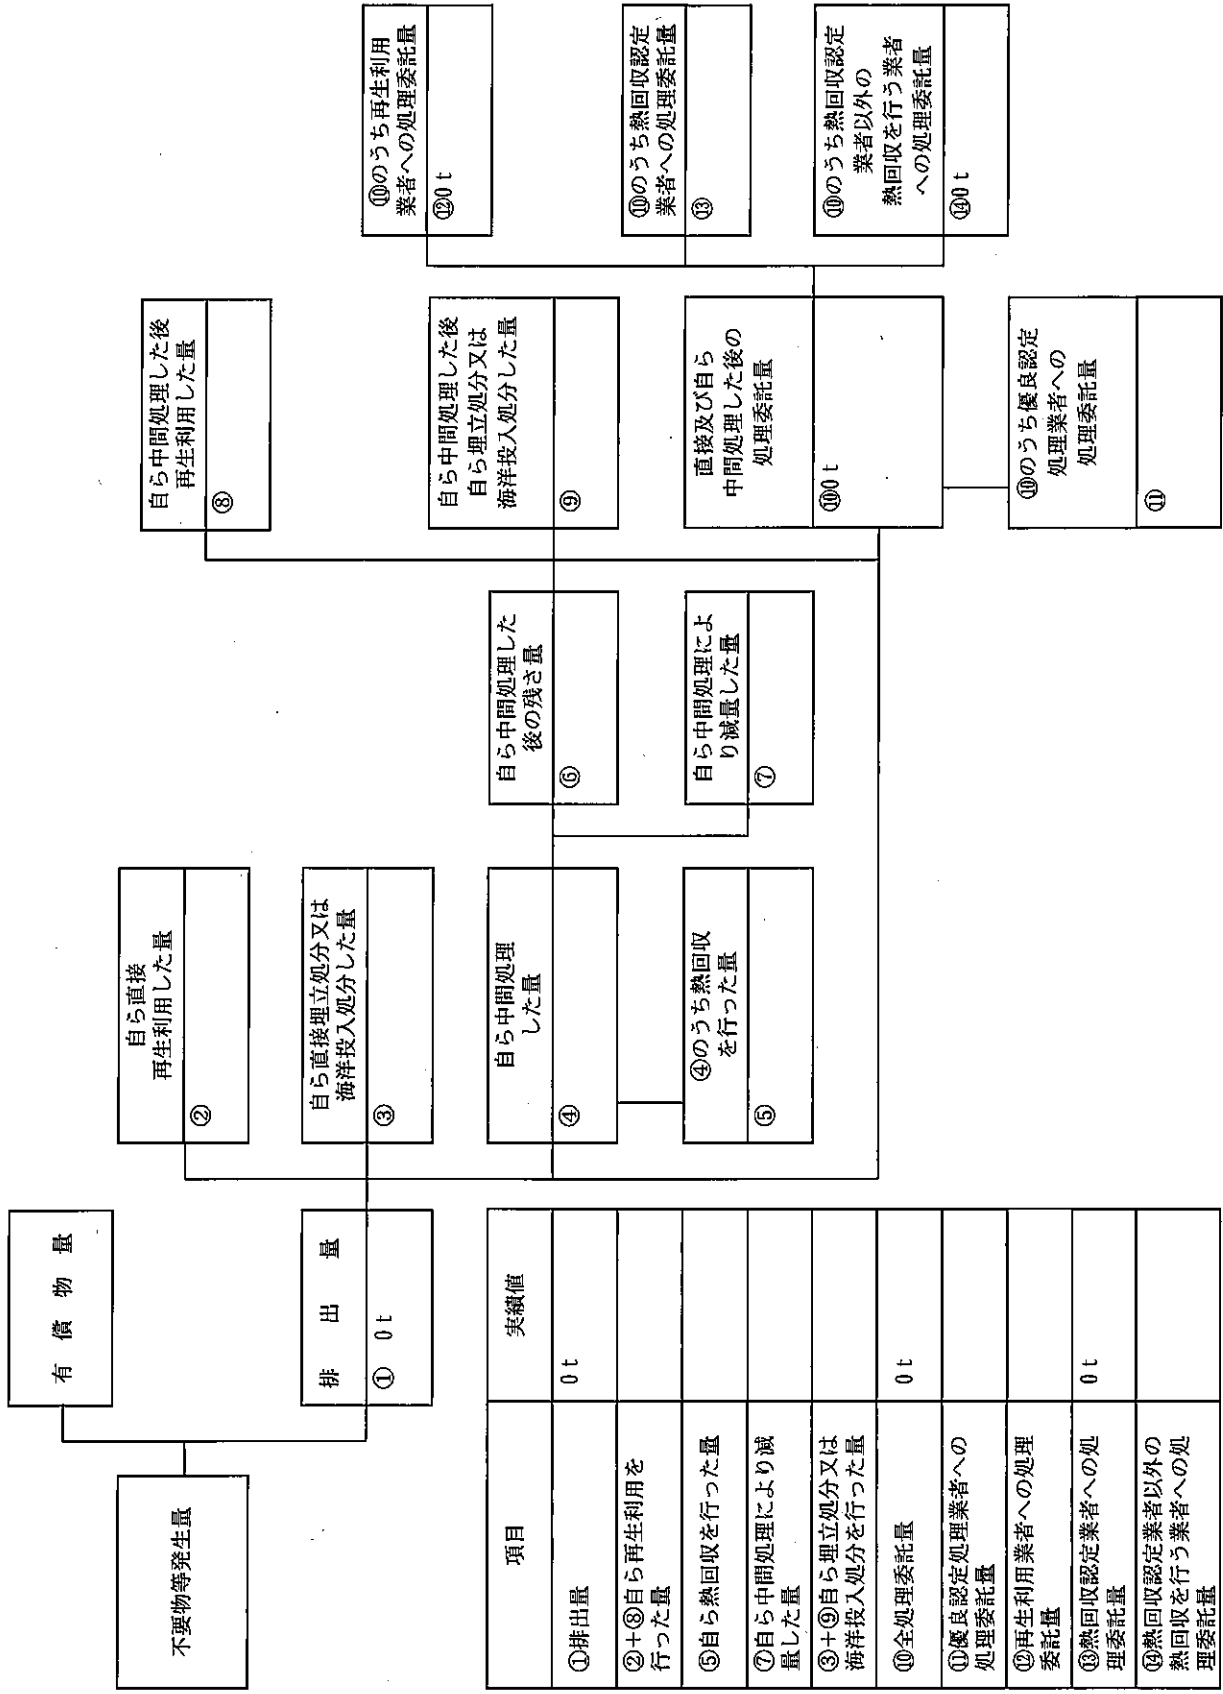 不要物等発生量
有償物量
排出量
① 0 t
自ら直接
再生利用した量
②
自ら直接埋立処分又は
海洋投入処分した量
③
自ら中間処理
した量
④
④のうち熱回収
を行った量
⑤
自ら中間処理した
後の残さ量
⑥
自ら中間処理によ
り減量した量
⑦
自ら中間処理した後
再生利用した量
⑧
自ら中間処理した後
自ら埋立処分又は
海洋投入処分した量
⑨
直接及び自ら
中間処理した後の
処理委託量
⑩0 t
⑩のうち優良認定
処理業者への
処理委託量
⑪
⑩のうち再生利用
業者への処理委託量
⑫0 t
⑩のうち熱回収認定
業者への処理委託量
⑬
⑩のうち熱回収認定
業者以外の
熱回収を行う業者
への処理委託量
⑭0 t
項目 実績値
①排出量 0 t
②+⑧自ら再生利用を
行った量
⑤自ら熱回収を行った量
⑦自ら中間処理により減
量した量
③+⑨自ら埋立処分又は
海洋投入処分を行った量
⑩全処理委託量 0 t
⑪優良認定処理業者への
処理委託量
⑫再生利用業者への処理
委託量
⑬熱回収認定業者への処
理委託量 0 t
⑭熱回収認定業者以外の
熱回収を行う業者への処
理委託量